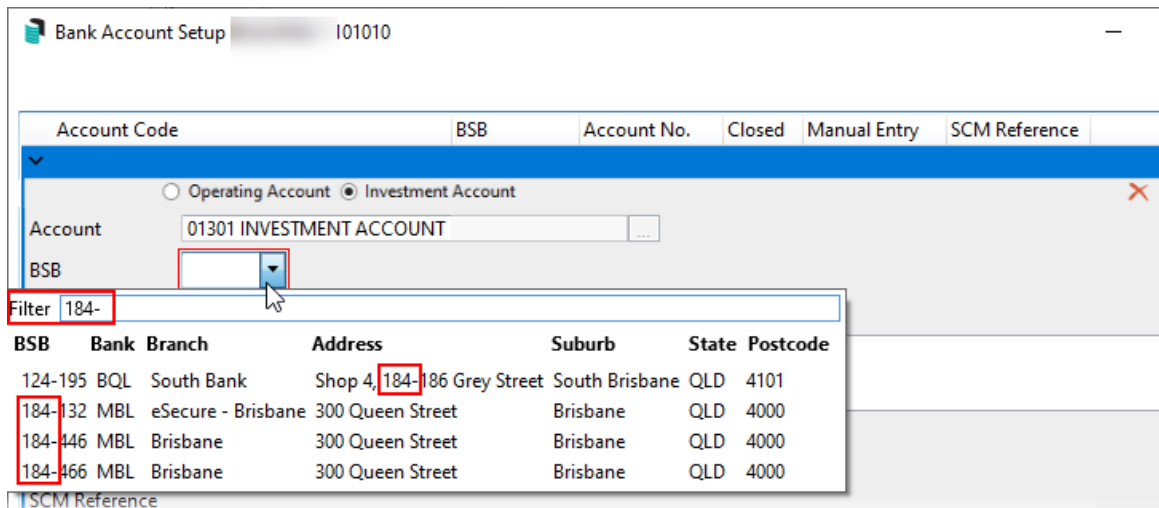 Bank Account Setup 101010
Account Code BSB Account No. Closed Manual Entry SCM Reference
Operating Account Investment Account
Account 01301 INVESTMENT ACCOUNT ...
BSB
Filter 184-
BSB Bank Branch Address Suburb State Postcode
124-195 BQL South Bank Shop 4, 184-186 Grey Street South Brisbane QLD 4101
184-132 MBL eSecure - Brisbane 300 Queen Street Brisbane QLD 4000
184-446 MBL Brisbane 300 Queen Street Brisbane QLD 4000
184-466 MBL Brisbane 300 Queen Street Brisbane QLD 4000
SCM Reference